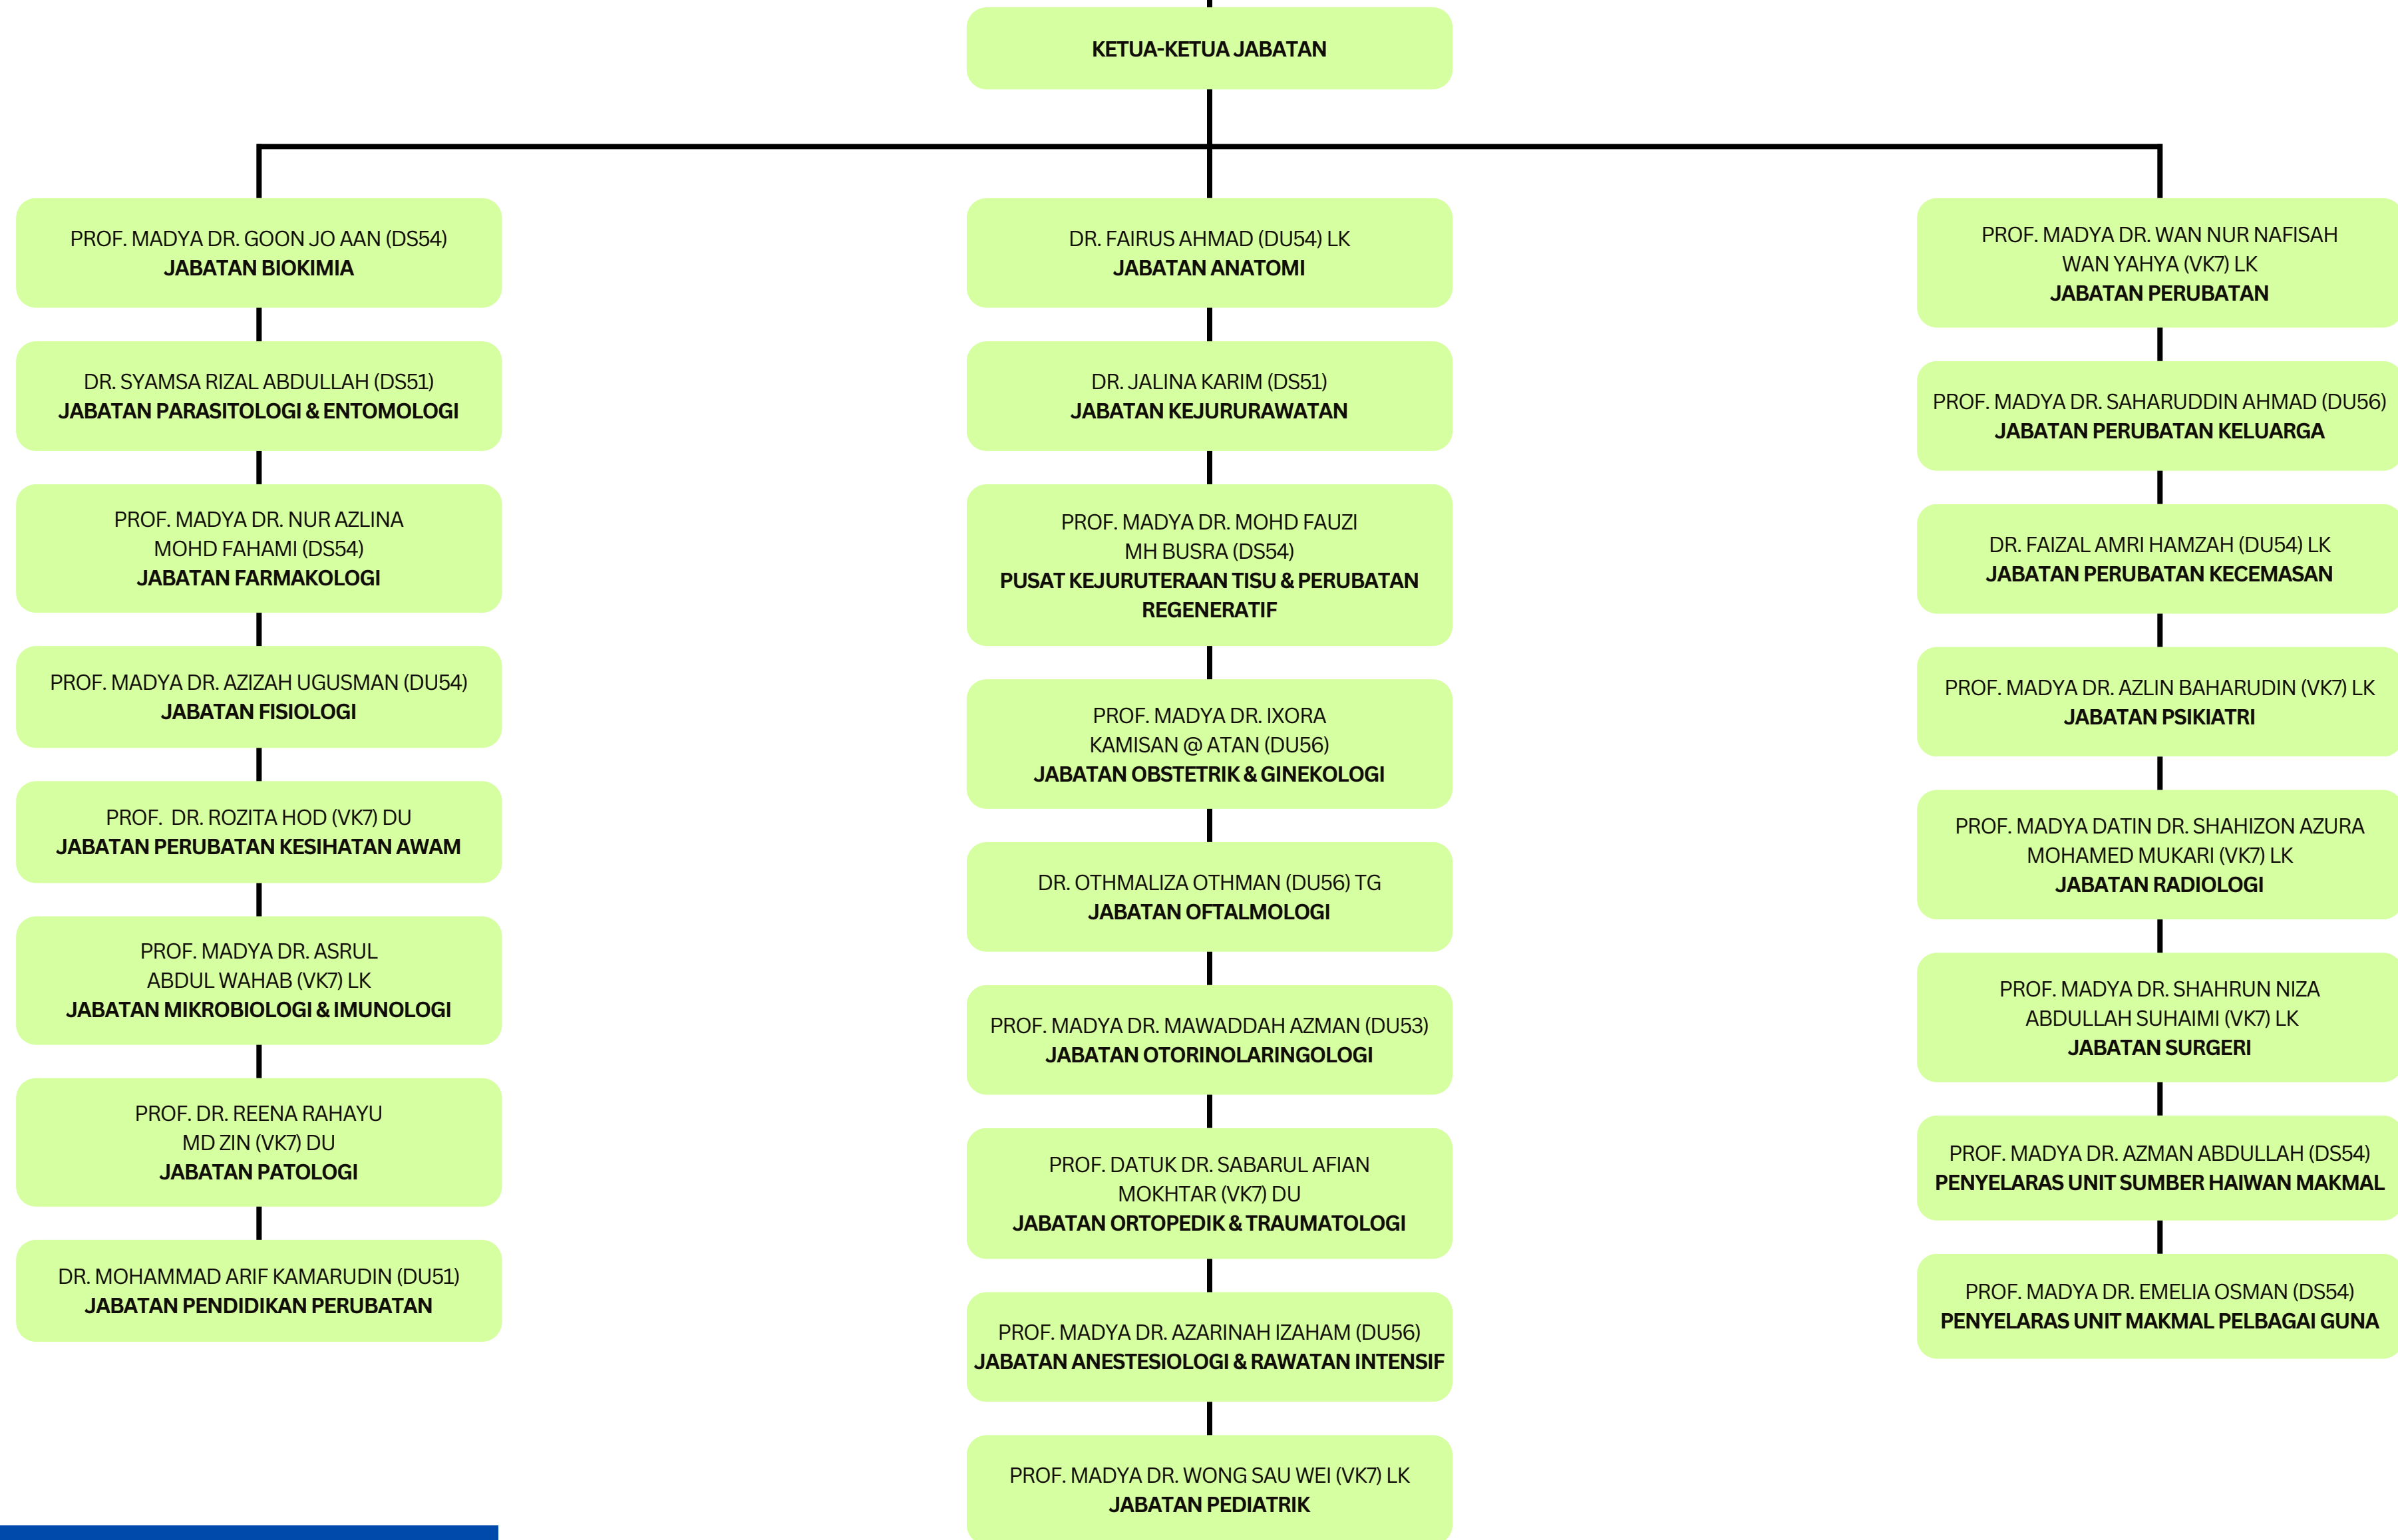 KETUA-KETUA JABATAN
PROF. MADYA DR. GOON JO AAN (DS54)
JABATAN BIOKIMIA
DR. SYAMSA RIZAL ABDULLAH (DS51)
JABATAN PARASITOLOGI & ENTOMOLOGI
PROF. MADYA DR. NUR AZLINA
MOHD FAHAMI (DS54)
JABATAN FARMAKOLOGI
PROF. MADYA DR. AZIZAH UGUSMAN (DU54)
JABATAN FISIOLOGI
PROF. DR. ROZITA HOD (VK7) DU
JABATAN PERUBATAN KESIHATAN AWAM
PROF. MADYA DR. ASRUL
ABDUL WAHAB (VK7) LK
JABATAN MIKROBIOLOGI & IMUNOLOGI
PROF. DR. REENA RAHAYU
MD ZIN (VK7) DU
JABATAN PATOLOGI
DR. MOHAMMAD ARIF KAMARUDIN (DU51)
JABATAN PENDIDIKAN PERUBATAN
DR. FAIRUS AHMAD (DU54) LK
JABATAN ANATOMI
DR. JALINA KARIM (DS51)
JABATAN KEJURURAWATAN
PROF. MADYA DR. MOHD FAUZI
MH BUSRA (DS54)
PUSAT KEJURUTERAAN TISU & PERUBATAN
REGENERATIF
PROF. MADYA DR. IXORA
KAMISAN @ ATAN (DU56)
JABATAN OBSTETRIK & GINEKOLOGI
DR. OTHMALIZA OTHMAN (DU56) TG
JABATAN OFTALMOLOGI
PROF. MADYA DR. MAWADDAH AZMAN (DU53)
JABATAN OTORINOLARINGOLOGI
PROF. DATUK DR. SABARUL AFIAN
MOKHTAR (VK7) DU
JABATAN ORTOPEDIK & TRAUMATOLOGI
PROF. MADYA DR. AZARINAH IZAHAM (DU56)
JABATAN ANESTESIOLOGI & RAWATAN INTENSIF
PROF. MADYA DR. WONG SAU WEI (VK7) LK
JABATAN PEDIATRIK
PROF. MADYA DR. WAN NUR NAFISAH
WAN YAHYA (VK7) LK
JABATAN PERUBATAN
PROF. MADYA DR. SAHARUDDIN AHMAD (DU56)
JABATAN PERUBATAN KELUARGA
DR. FAIZAL AMRI HAMZAH (DU54) LK
JABATAN PERUBATAN KECEMASAN
PROF. MADYA DR. AZLIN BAHARUDIN (VK7) LK
JABATAN PSIKIATRI
PROF. MADYA DATIN DR. SHAHIZON AZURA
MOHAMED MUKARI (VK7) LK
JABATAN RADIOLOGI
PROF. MADYA DR. SHAHRUN NIZA
ABDULLAH SUHAIMI (VK7) LK
JABATAN SURGERI
PROF. MADYA DR. AZMAN ABDULLAH (DS54)
PENYELARAS UNIT SUMBER HAIWAN MAKMAL
PROF. MADYA DR. EMELIA OSMAN (DS54)
PENYELARAS UNIT MAKMAL PELBAGAI GUNA